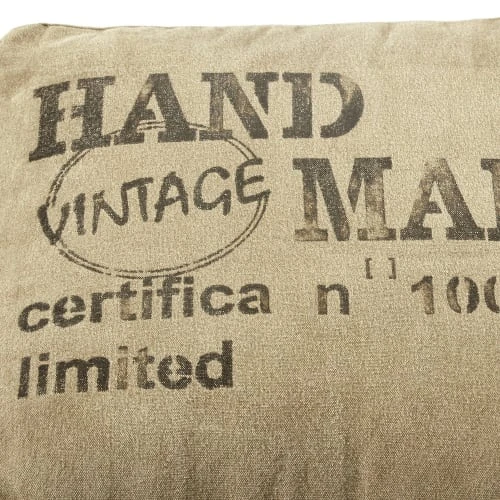 HAND
VINTAGE MA
certifica n [ ] 100
limited